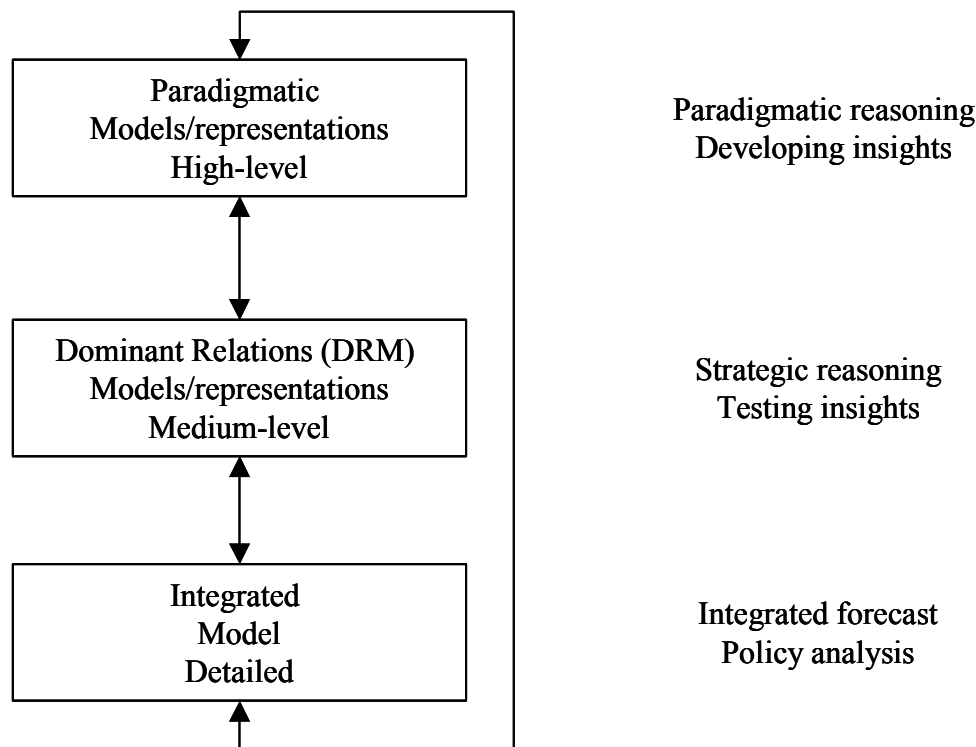 Paradigmatic
Models/representations
High-level
Paradigmatic reasoning
Developing insights
Dominant Relations (DRM)
Models/representations
Medium-level
Strategic reasoning
Testing insights
Integrated
Model
Detailed
Integrated forecast
Policy analysis